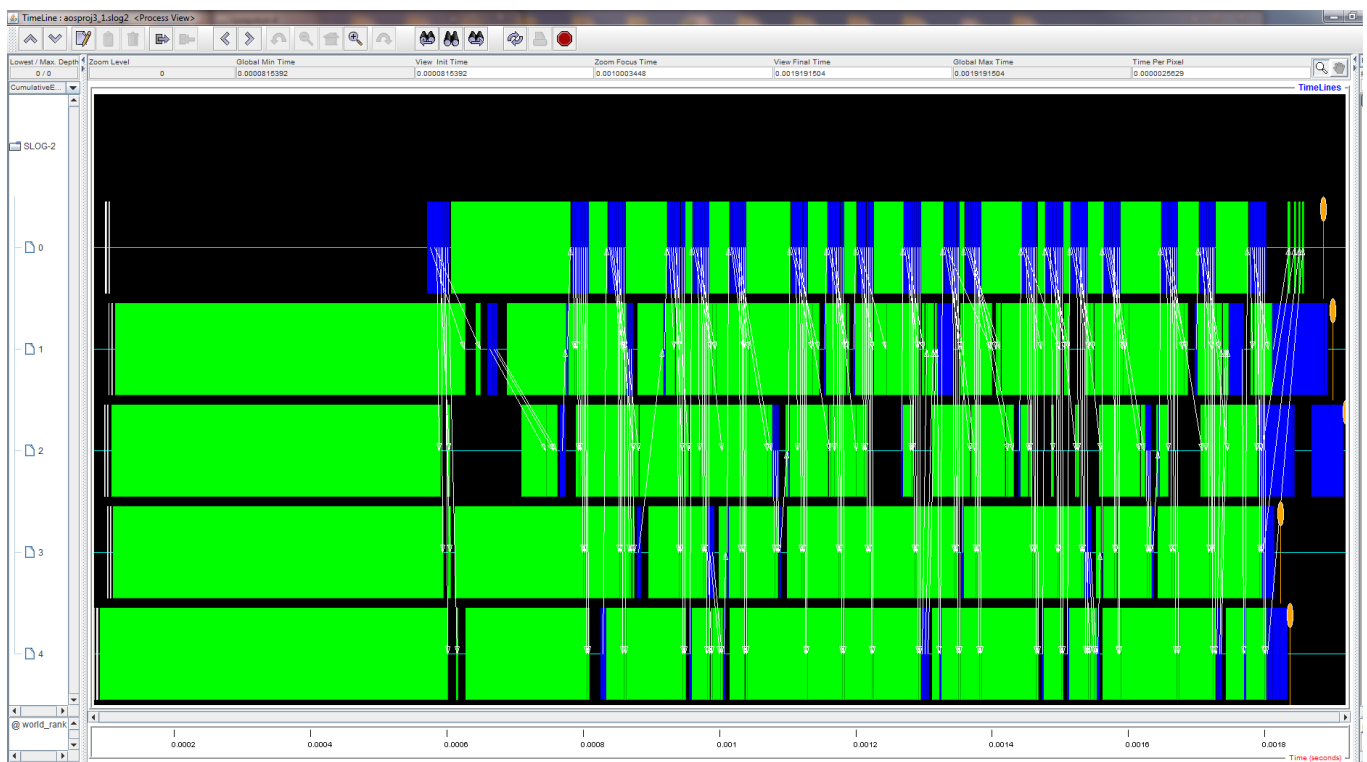 TimeLine : aosproj3_1.slog2 <Process View>
Lowest / Max. Depth Zoom Level Global Min Time View Init Time Zoom Focus Time View Final Time Global Max Time Time Per Pixel
0 / 0 0 0.0000815392 0.0000815392 0.0010003448 0.0019191504 0.0019191504 0.0000025629
CumulativeE...
TimeLines
SLOG-2
0
1
2
3
4
@ world_rank
0.0002 0.0004 0.0006 0.0008 0.001 0.0012 0.0014 0.0016 0.0018
Time (seconds)